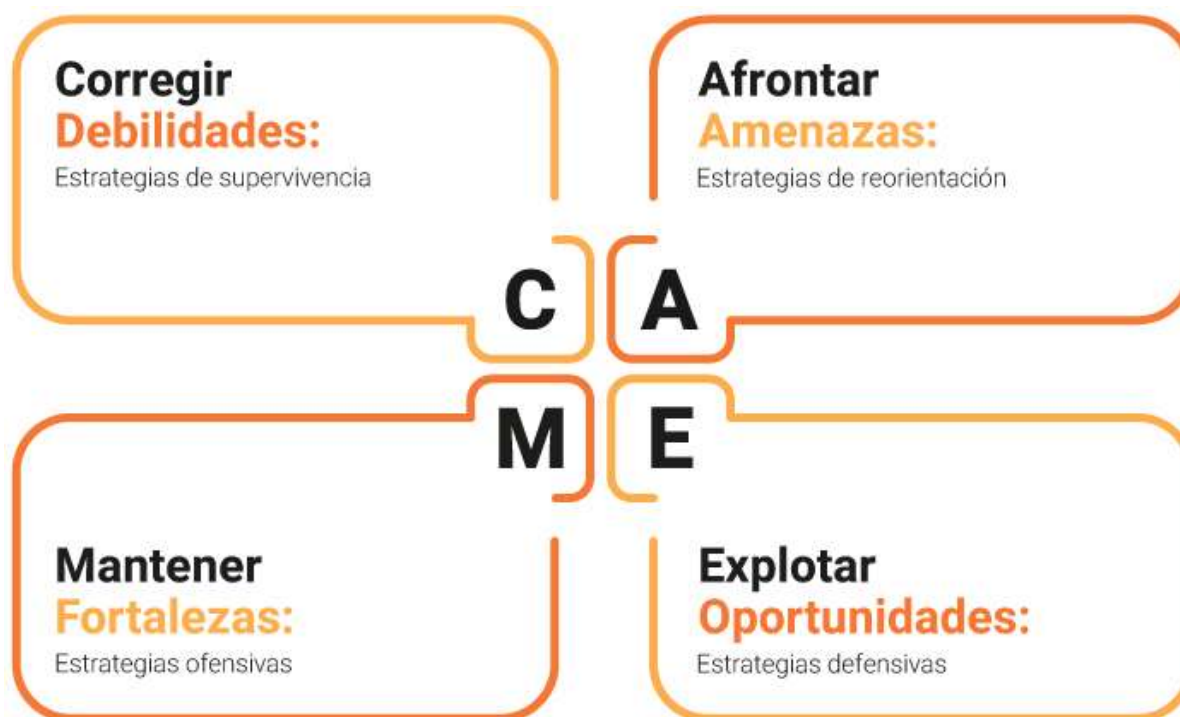 Corregir
Debilidades:
Estrategias de supervivencia
Afrontar
Amenazas:
Estrategias de reorientación
C
A
M
E
Mantener
Fortalezas:
Estrategias ofensivas
Explotar
Oportunidades:
Estrategias defensivas